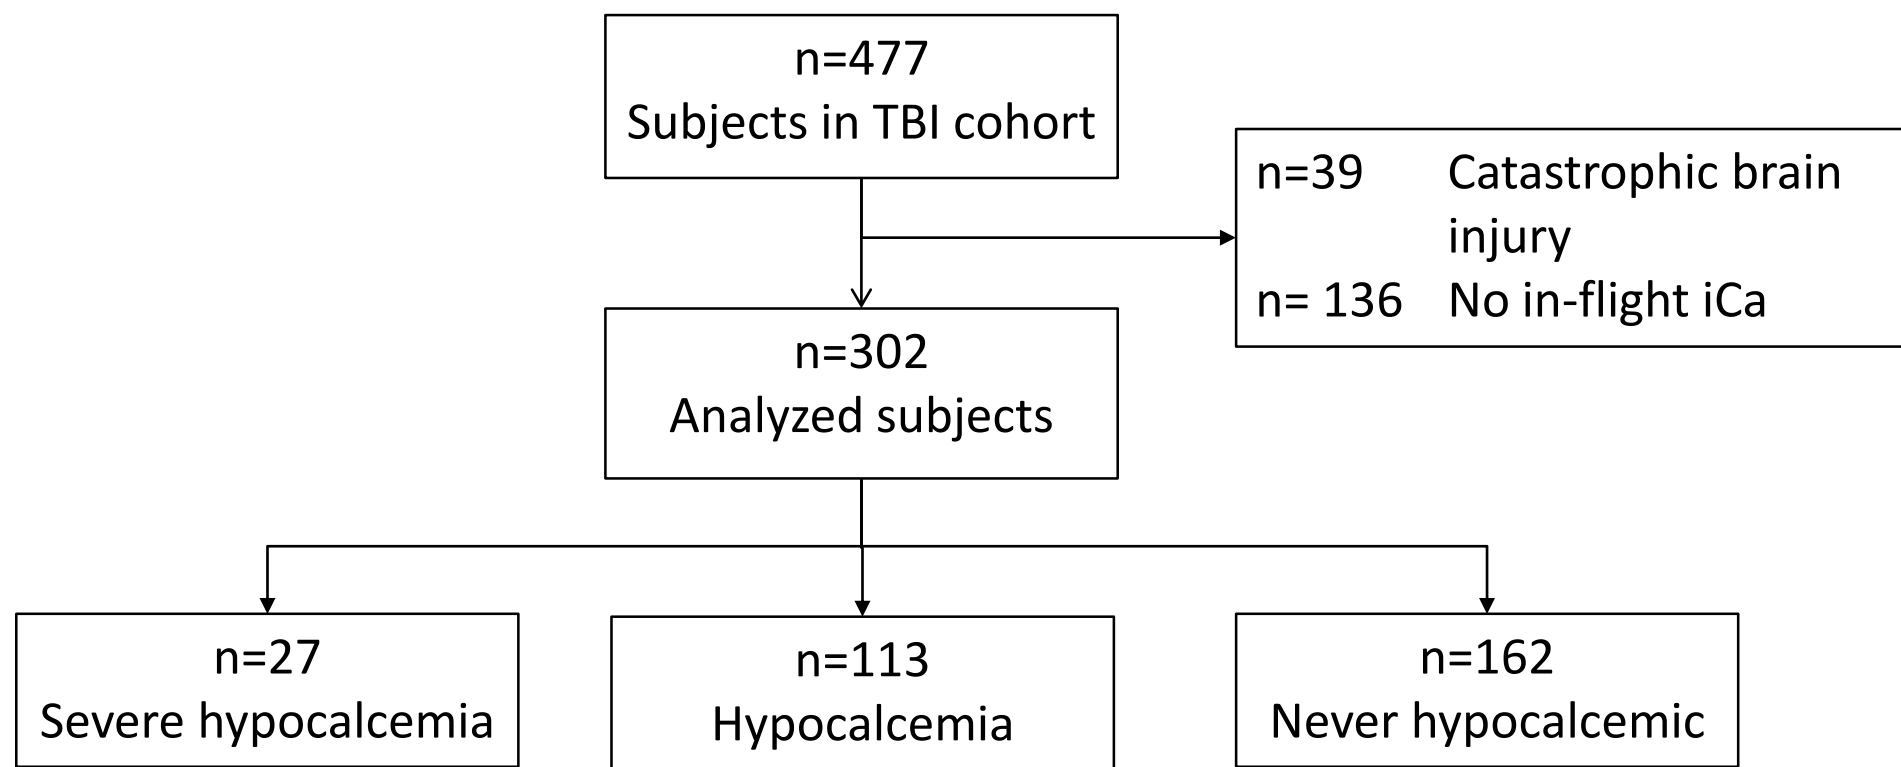 n=477
Subjects in TBI cohort
n=39 Catastrophic brain
injury
n= 136 No in-flight iCa
n=302
Analyzed subjects
n=27
Severe hypocalcemia
n=113
Hypocalcemia
n=162
Never hypocalcemic